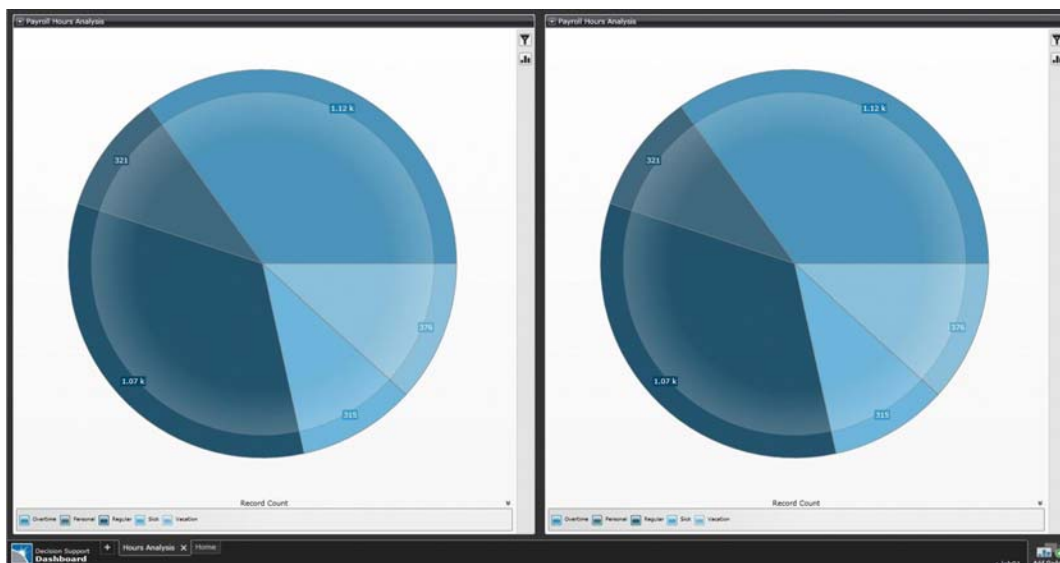 Payroll Hours Analysis
1.12 k
321
376
1.07 k
315
Record Count
Overtime Personal Regular Sick Vacation
Payroll Hours Analysis
1.12 k
321
376
1.07 k
315
Record Count
Overtime Personal Regular Sick Vacation
Decision Support
Dashboard
+ Hours Analysis X Home